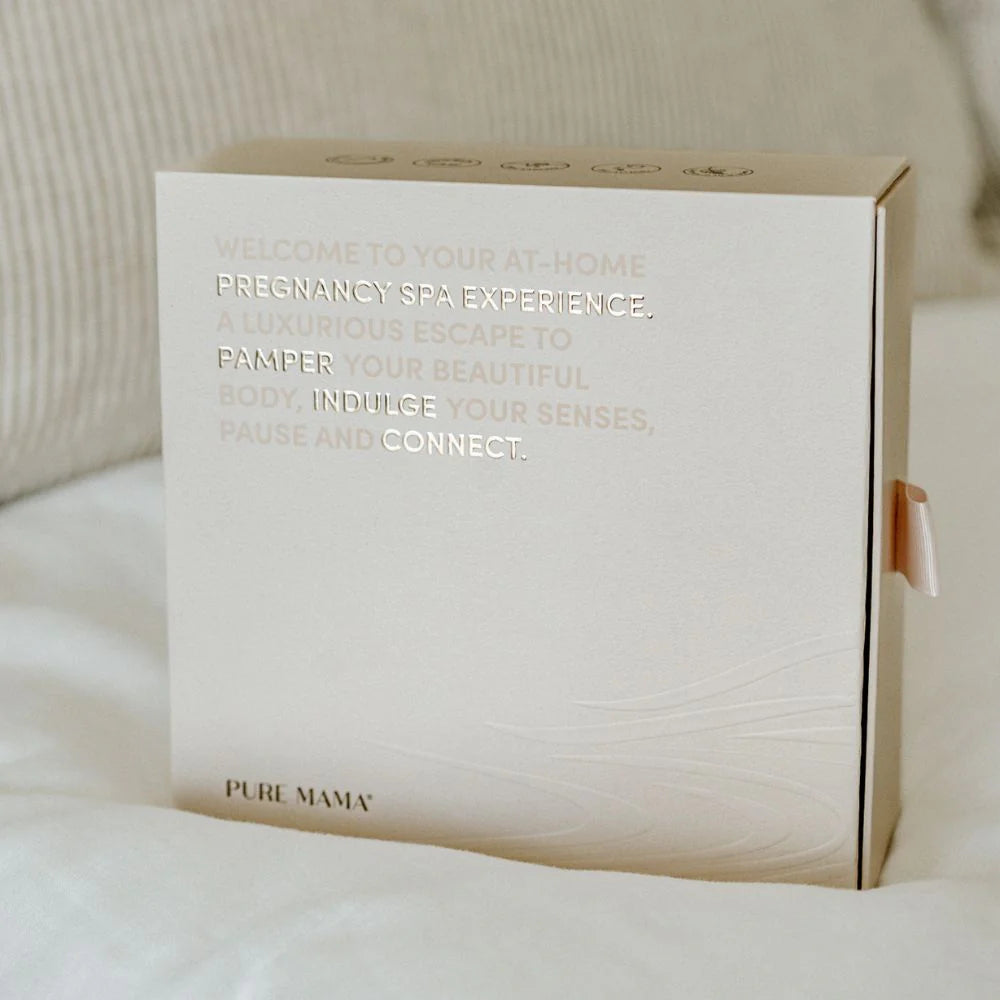 WELCOME TO YOUR AT-HOME
PREGNANCY SPA EXPERIENCE.
A LUXURIOUS ESCAPE TO
PAMPER YOUR BEAUTIFUL
BODY, INDULGE YOUR SENSES,
PAUSE AND CONNECT.
PURE MAMA®